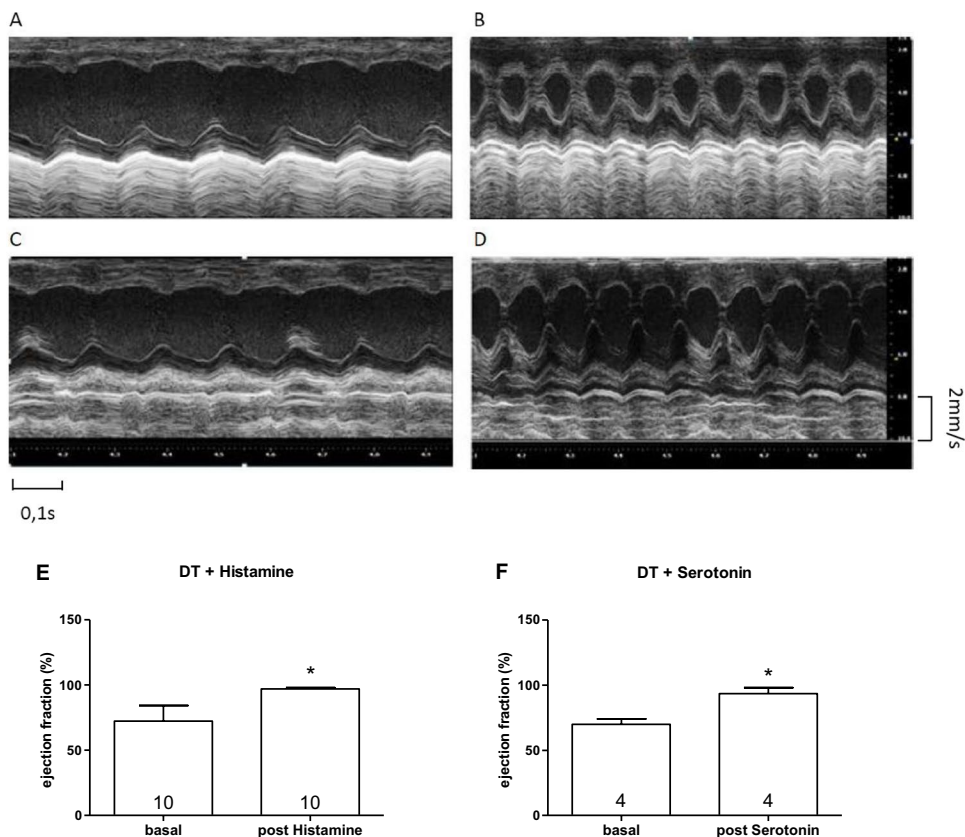 A
B
C
D
2mm/s
0,1s
E
DT + Histamine
ejection fraction (%)
150
100
50
0
*
10
10
basal
post Histamine
F
DT + Serotonin
ejection fraction (%)
150
100
50
0
*
4
4
basal
post Serotonin